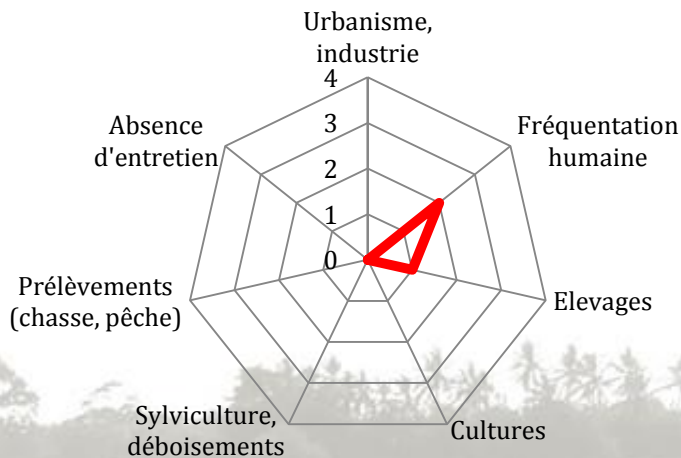 Urbanisme,
industrie
4
3
2
1
0
Fréquentation
humaine
Elevages
Cultures
Sylviculture,
déboisements
Prélèvements
(chasse, pêche)
Absence
d'entretien